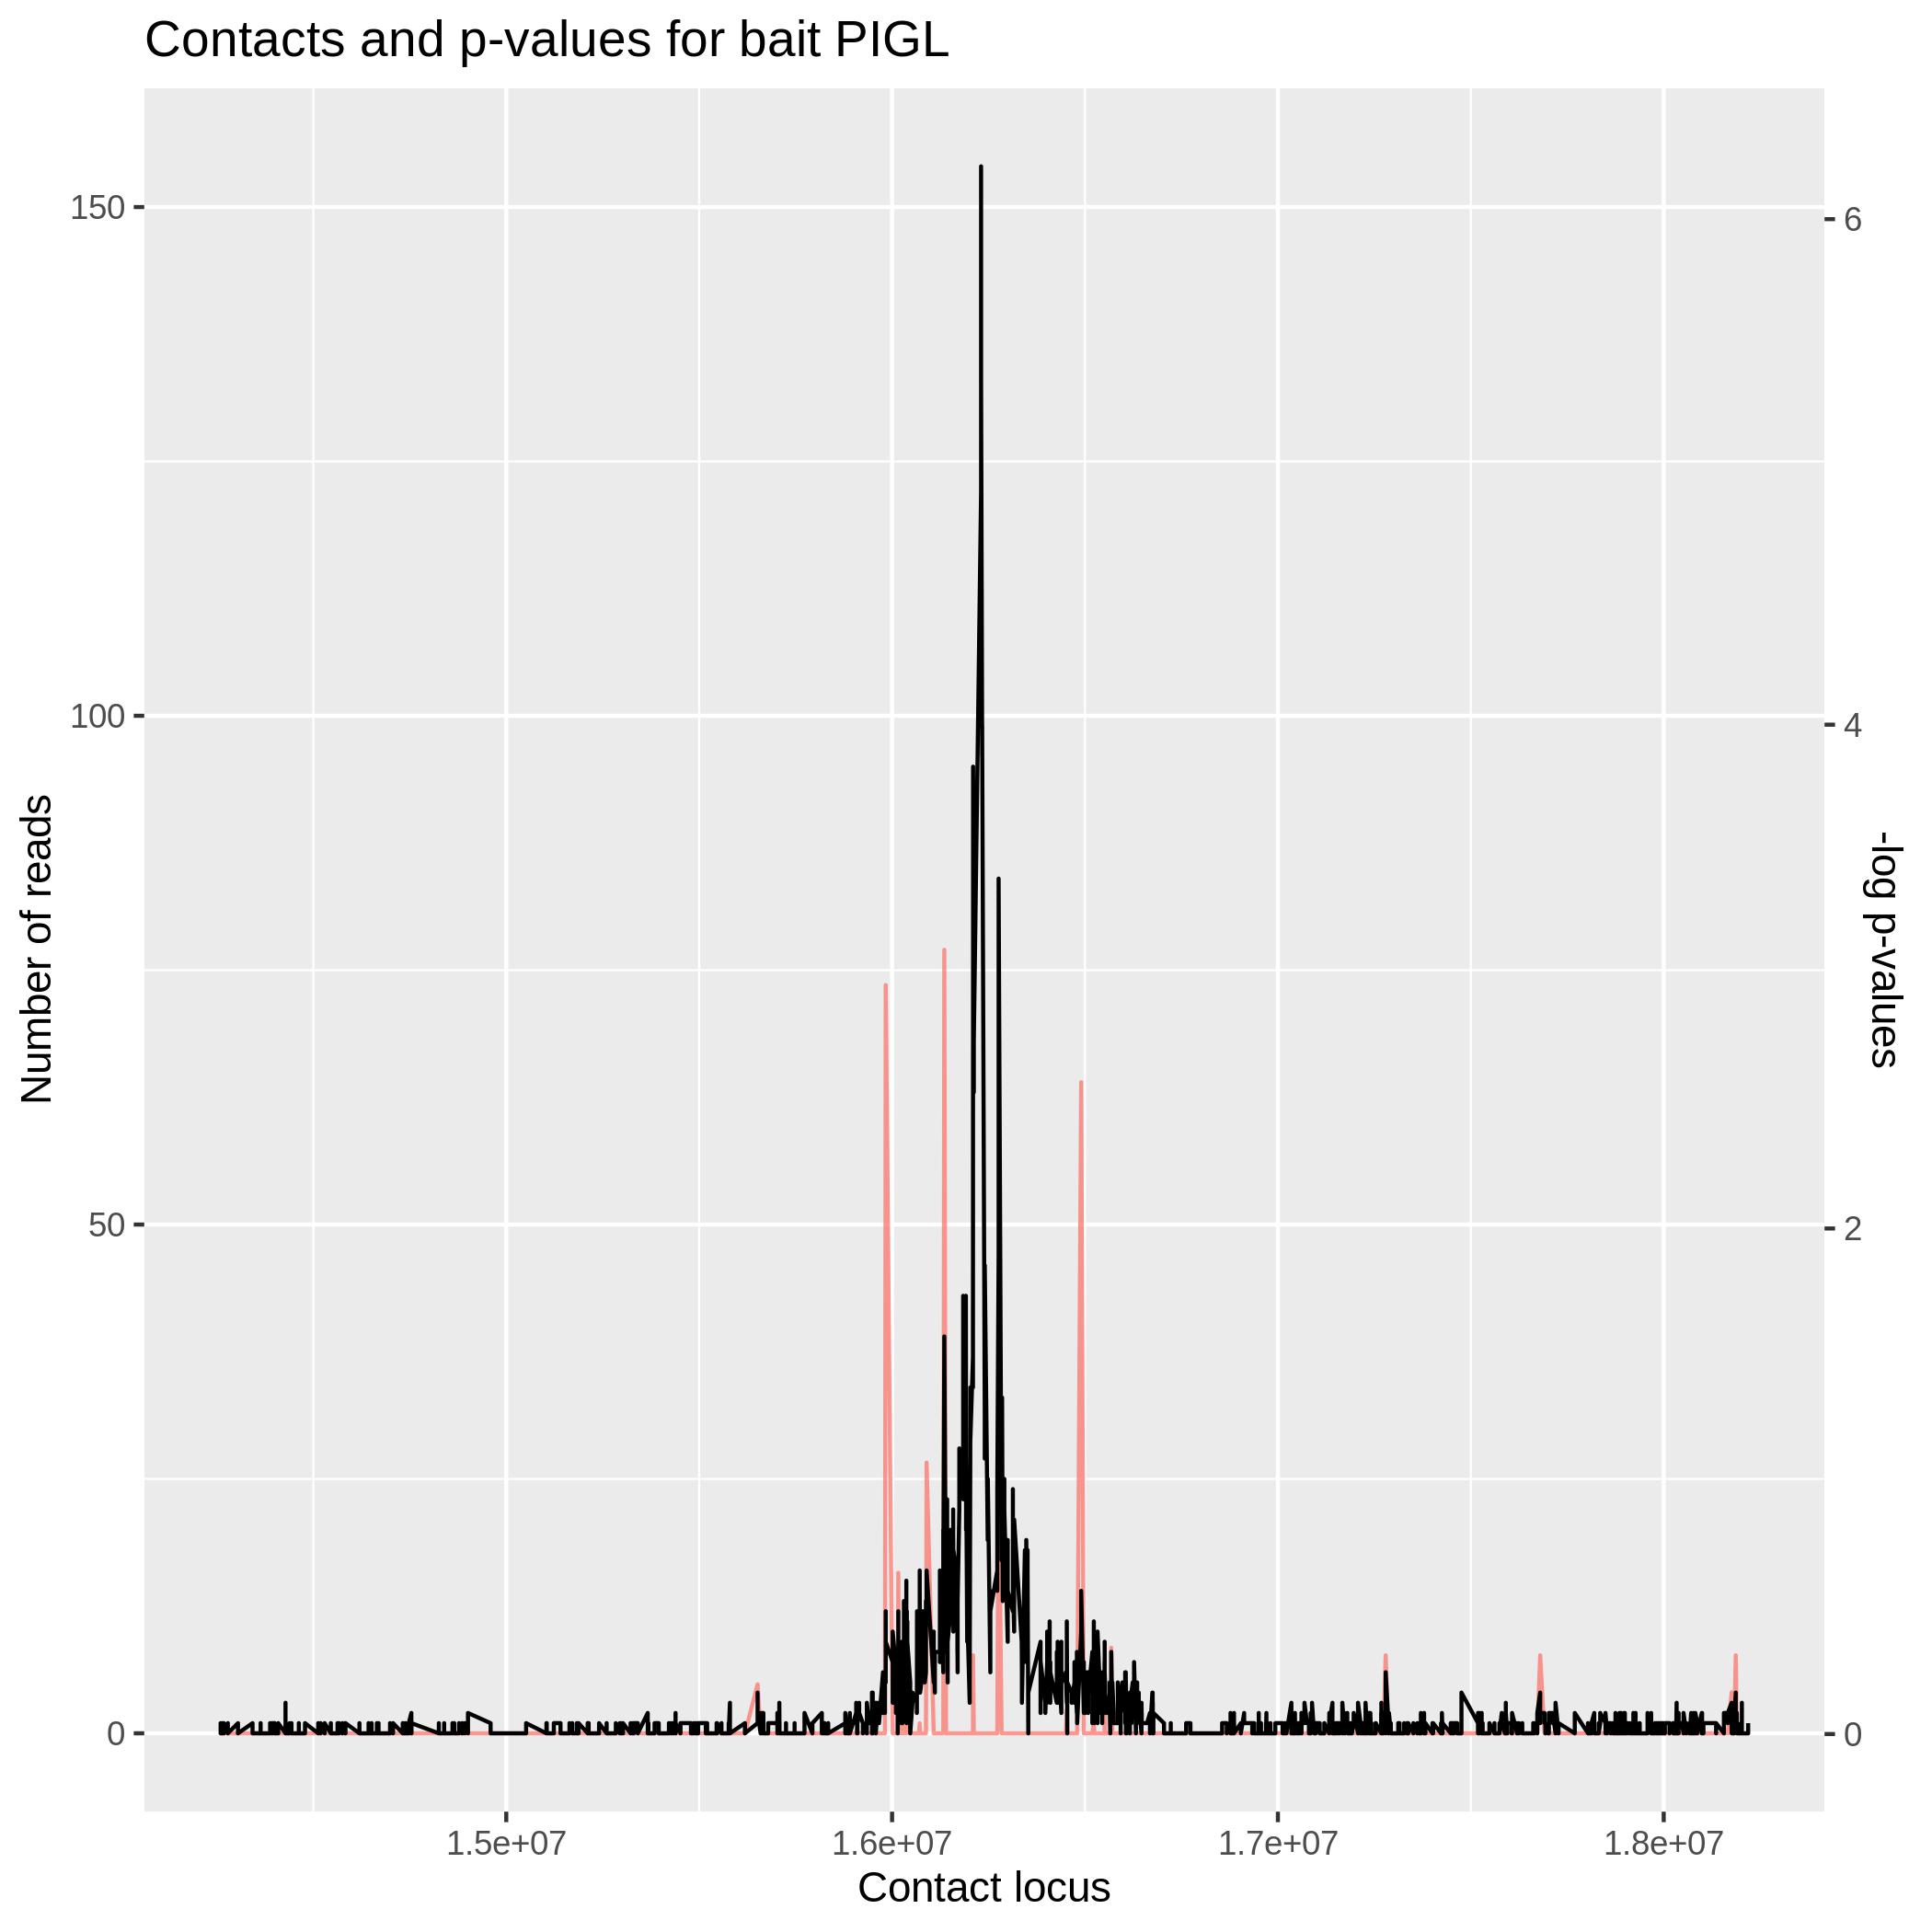 Contacts and p-values for bait PIGL
150
100
50
0
Number of reads
6
4
2
0
-log p-values
1.5e+07
1.6e+07
1.7e+07
1.8e+07
Contact locus